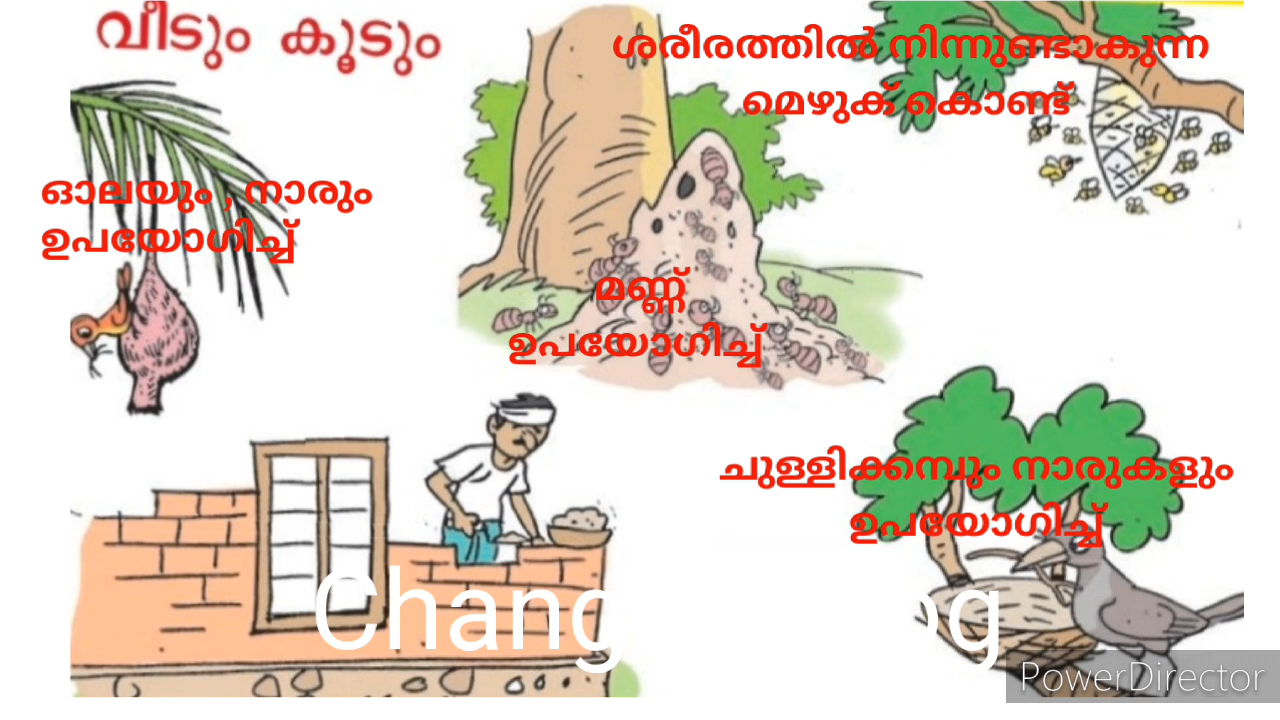 വീടും കൂടും
ശരീരത്തിൽ നിന്നുണ്ടാകുന്ന
മെഴുക് കൊണ്ട്
ഓലയും , നാരും
ഉപയോഗിച്ച്
മണ്ണ്
ഉപയോഗിച്ച്
ചുള്ളിക്കമ്പും നാരുകളും
ഉപയോഗിച്ച്
PowerDirector